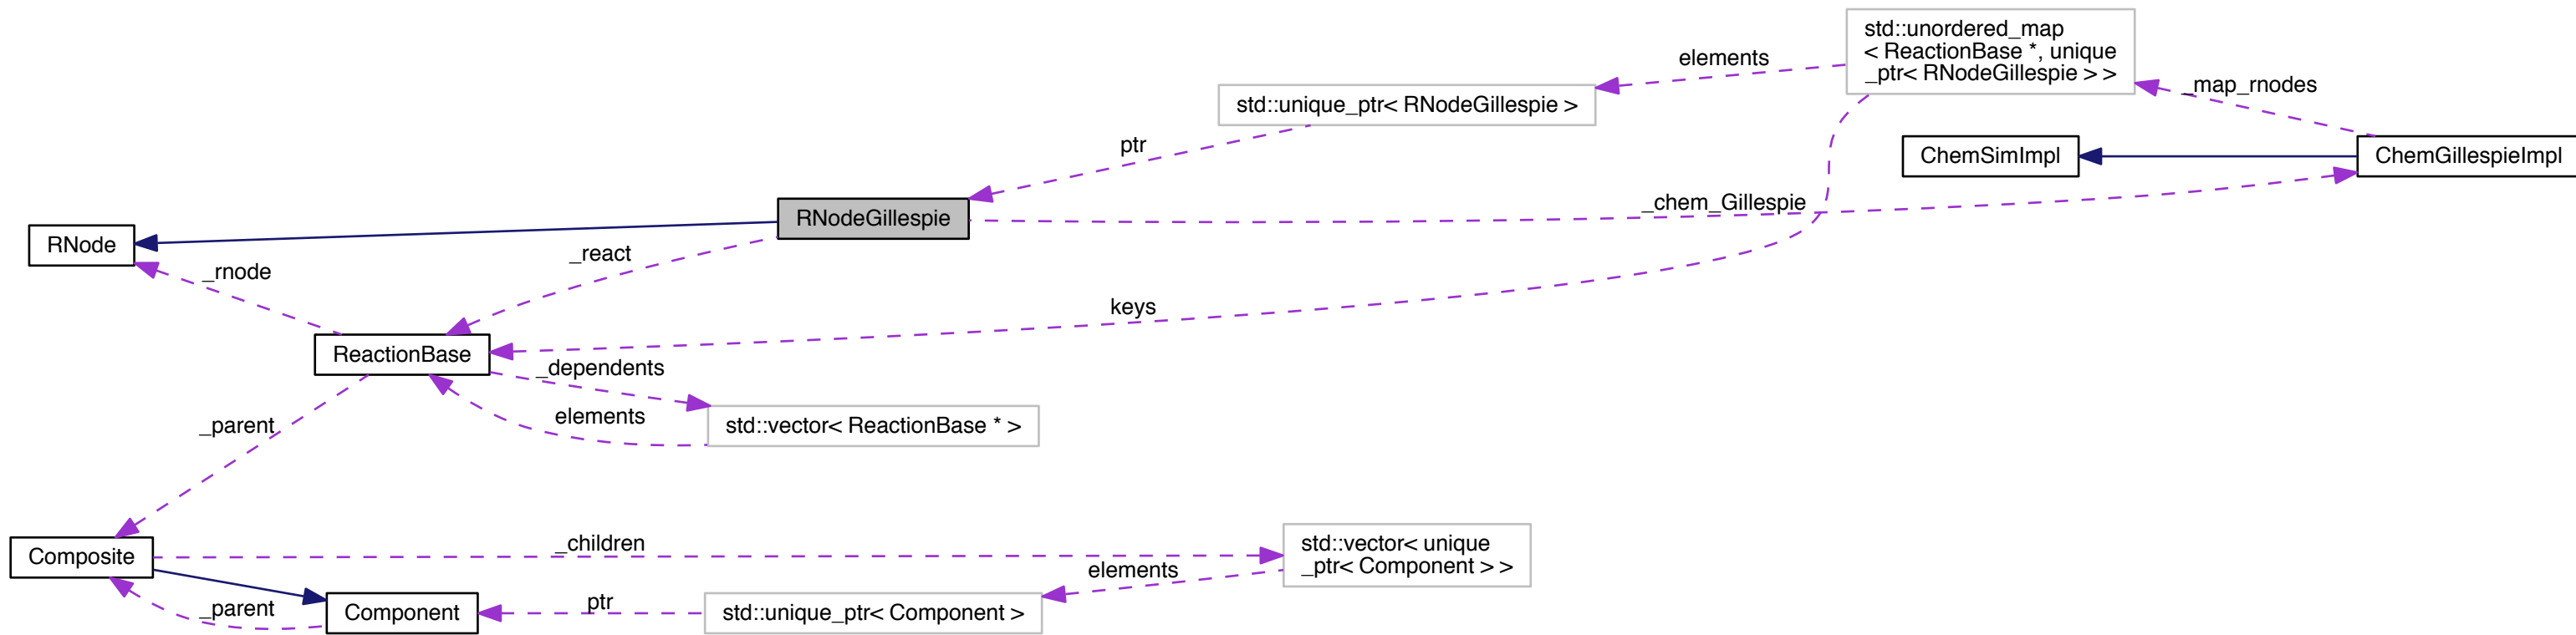 std::unordered_map
< ReactionBase *, unique
_ptr< RNodeGillespie > >
elements
_map_rnodes
std::unique_ptr< RNodeGillespie >
ptr
ChemSimImpl
ChemGillespieImpl
_chem_Gillespie
RNodeGillespie
RNode
_react
_rnode
keys
ReactionBase
_dependents
elements
std::vector< ReactionBase * >
_parent
_children
std::vector< unique
_ptr< Component > >
Composite
elements
_parent
Component
ptr
std::unique_ptr< Component >